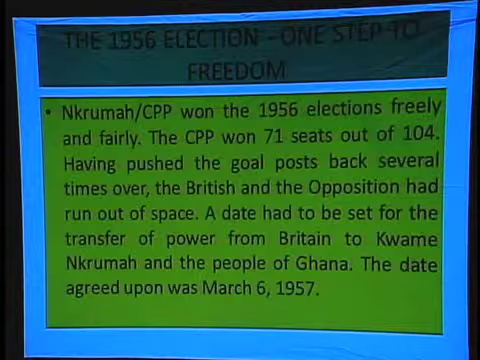 THE 1956 ELECTION - ONE STEP TO
FREEDOM
• Nkrumah/CPP won the 1956 elections freely
and fairly. The CPP won 71 seats out of 104.
Having pushed the goal posts back several
times over, the British and the Opposition had
run out of space. A date had to be set for the
transfer of power from Britain to Kwame
Nkrumah and the people of Ghana. The date
agreed upon was March 6, 1957.